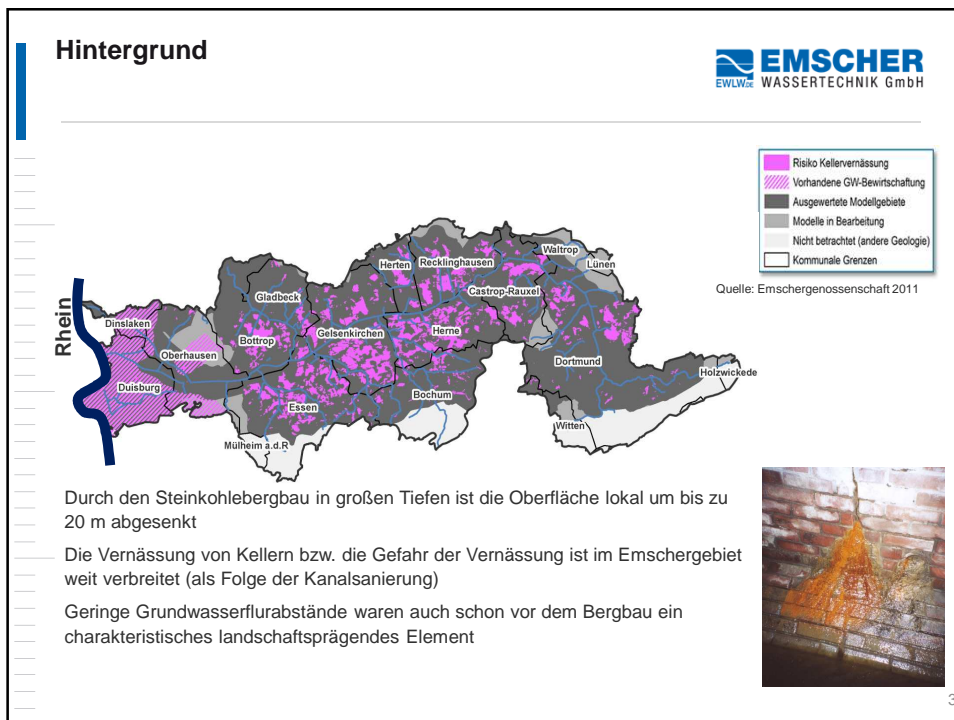 Hintergrund
EMSCHER
EWLW.DE WASSERTECHNIK GmbH
Risiko Kellervernässung
Vorhandene GW-Bewirtschaftung
Ausgewertete Modellgebiete
Modelle in Bearbeitung
Nicht betrachtet (andere Geologie)
Kommunale Grenzen
Quelle: Emschergenossenschaft 2011
Waltrop
Lünen
Recklinghausen
Herten
Castrop-Rauxel
Gladbeck
Dinslaken
Gelsenkirchen
Herne
Bottrop
Rhein
Oberhausen
Dortmund
Holzwickede
Duisburg
Bochum
Essen
Witten
Mülheim a.d.R
Durch den Steinkohlebergbau in großen Tiefen ist die Oberfläche lokal um bis zu
20 m abgesenkt
Die Vernässung von Kellern bzw. die Gefahr der Vernässung ist im Emschergebiet
weit verbreitet (als Folge der Kanalsanierung)
Geringe Grundwasserflurabstände waren auch schon vor dem Bergbau ein
charakteristisches landschaftsprägendes Element
3